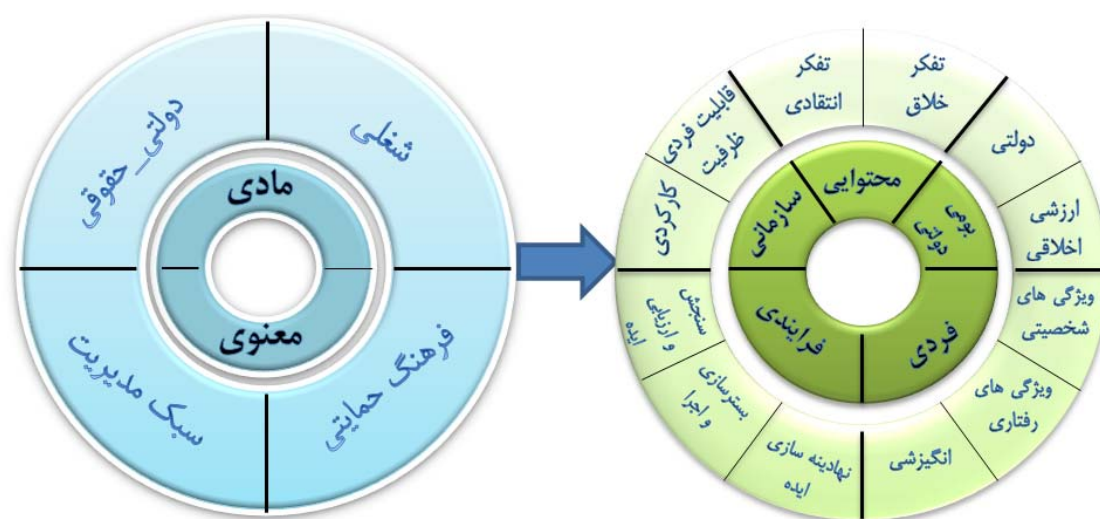 دولتی_حقوقی
شغلی
مادی
معنوی
سبک مدیریت
فرهنگ حمایتی
تفکر
خلاق
تفکر
انتقادی
دولتی
ارزشی
اخلاقی
ویژگی های
شخصیتی
ویژگی های
رفتاری
انگیزشی
نهادینه سازی
ایده
بسترسازی
و اجرا
سنجش
و ارزیابی
ایده
کارکردی
قابلیت فردی
ظرفیت
محتوایی
بومی
دولتی
فردی
فرایندی
سازمانی